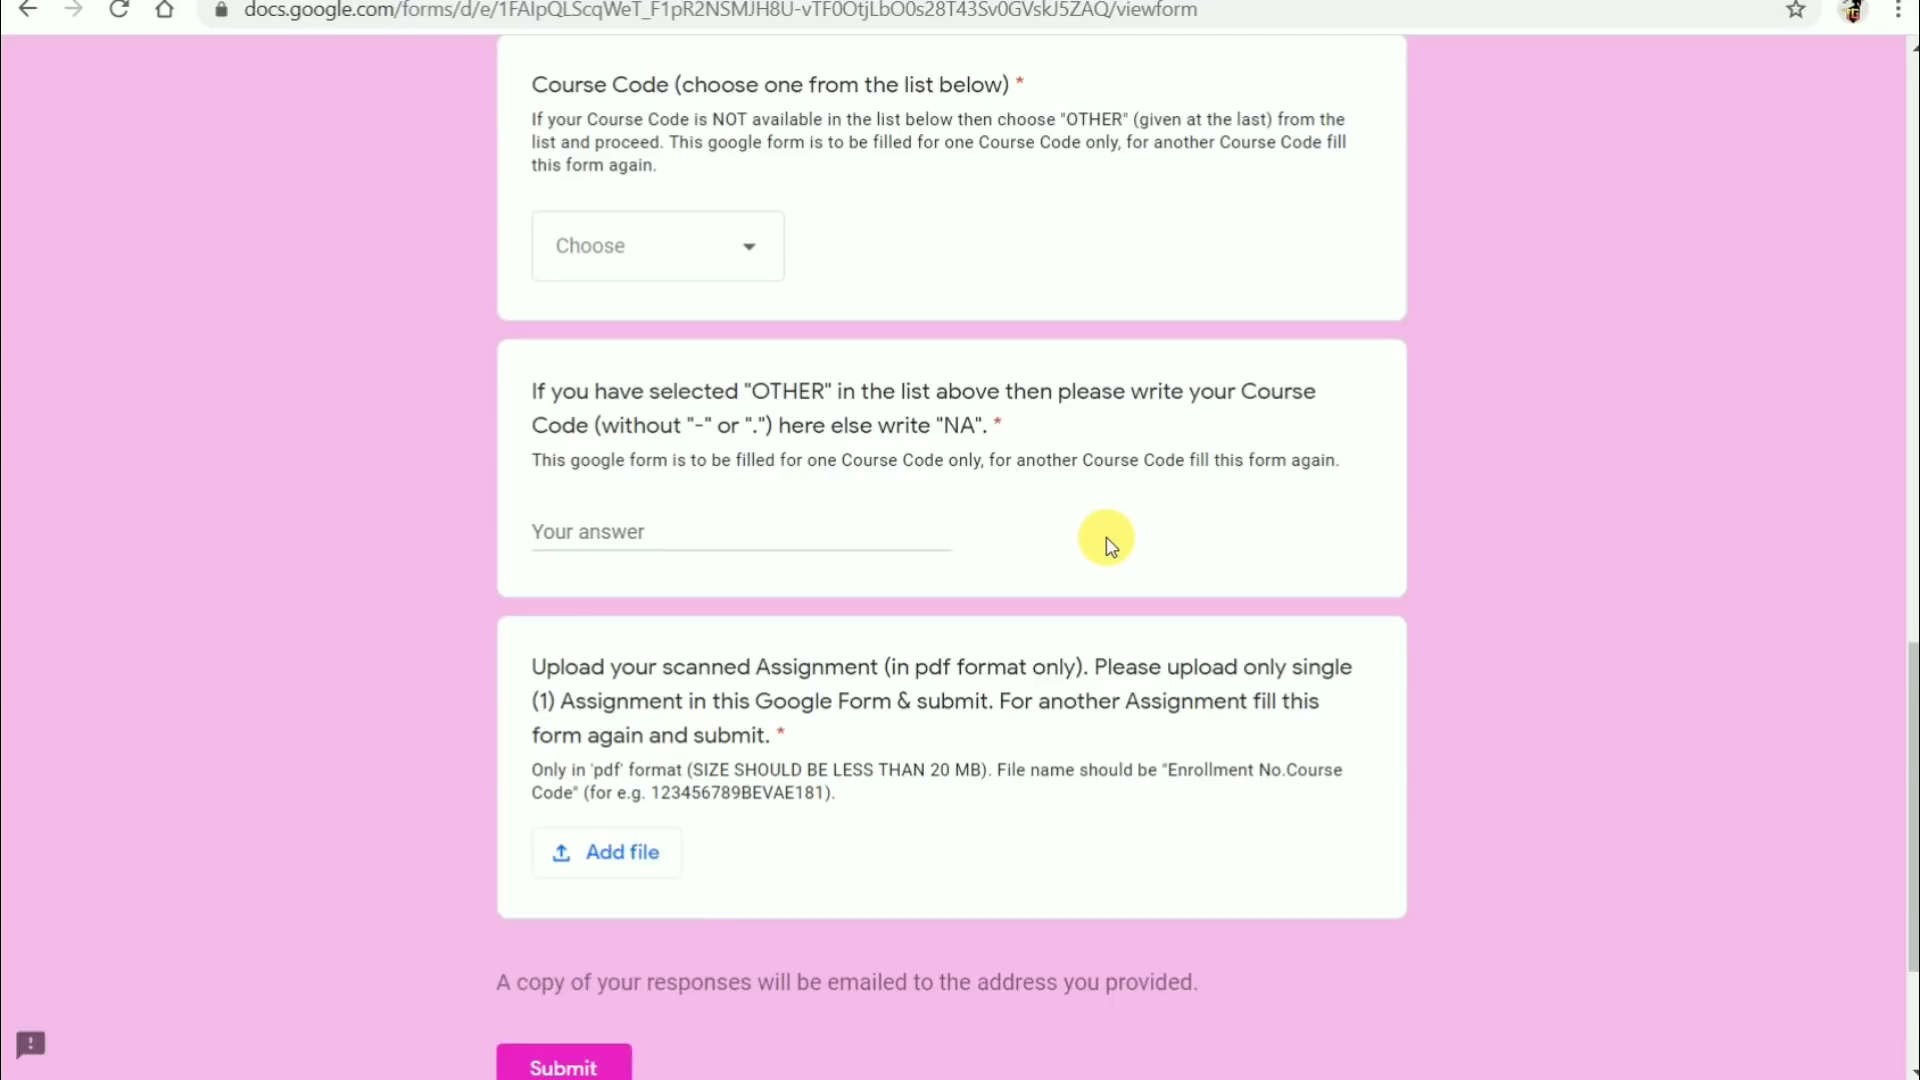 docs.google.com/forms/d/e/1FAIpQLScqWeT_F1pR2NSMJH8U-vTF0OtjLbO0s28T43Sv0GVskJ5ZAQ/viewform
Course Code (choose one from the list below) *
If your Course Code is NOT available in the list below then choose "OTHER" (given at the last) from the
list and proceed. This google form is to be filled for one Course Code only, for another Course Code fill
this form again.
Choose
If you have selected "OTHER" in the list above then please write your Course
Code (without "-" or ".") here else write "NA". *
This google form is to be filled for one Course Code only, for another Course Code fill this form again.
Your answer
Upload your scanned Assignment (in pdf format only). Please upload only single
(1) Assignment in this Google Form & submit. For another Assignment fill this
form again and submit. *
Only in 'pdf' format (SIZE SHOULD BE LESS THAN 20 MB). File name should be "Enrollment No.Course
Code" (for e.g. 123456789BEVAE181).
Add file
A copy of your responses will be emailed to the address you provided.
Submit